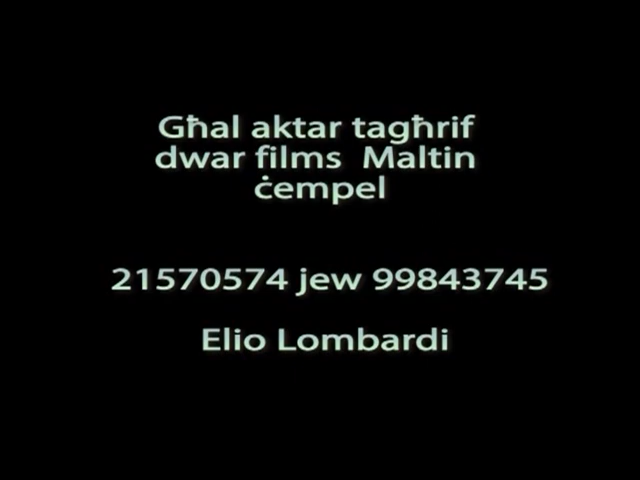 Għal aktar tagħrif
dwar films Maltin
ċempel
21570574 jew 99843745
Elio Lombardi